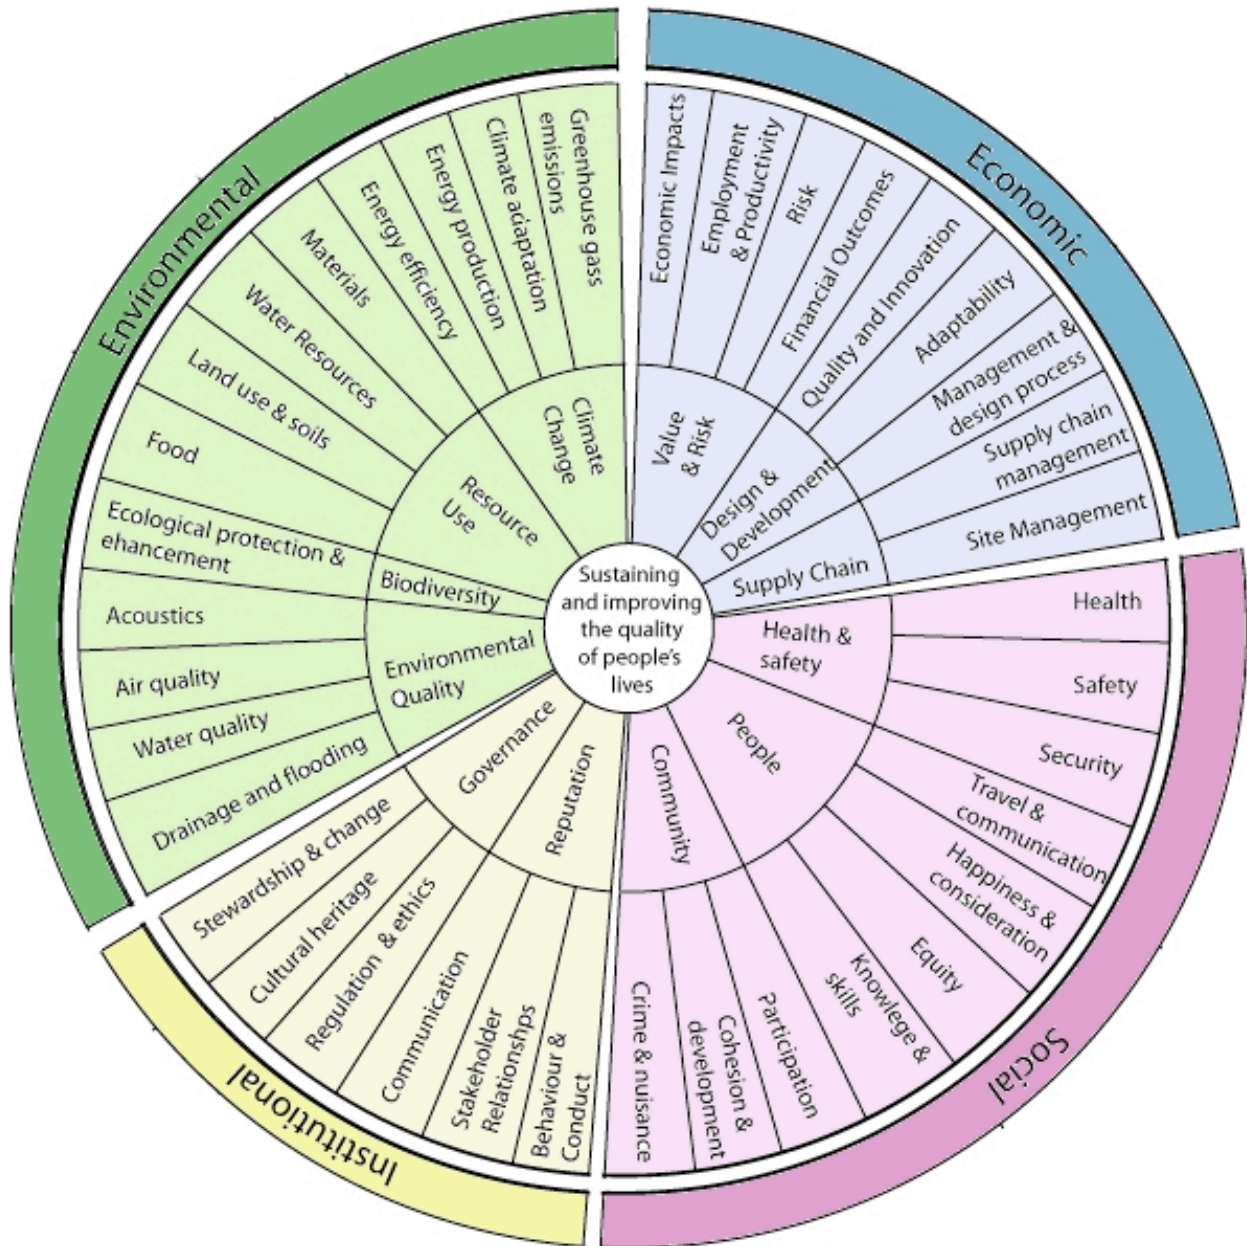 Environmental
Economic
Social
Institutional
Sustaining
and improving
the quality
of people's
lives
Economic Impacts
Employment
& Productivity
Risk
Financial Outcomes
Quality and Innovation
Adaptability
Management &
design process
Supply chain
management
Site Management
Value
& Risk
Design &
Development
Supply Chain
Health
Safety
Security
Travel &
communication
Happiness &
consideration
Equity
Knowlege &
skills
Participation
Cohesion &
development
Crime & nuisance
Health &
safety
People
Community
Behaviour &
Conduct
Stakeholder
Relationshps
Communication
Regulation & ethics
Cultural heritage
Stewardship & change
Reputation
Governance
Drainage and flooding
Water quality
Air quality
Acoustics
Ecological protection &
ehancement
Food
Land use & soils
Water Resources
Materials
Energy efficiency
Energy production
Climate adaptation
Greenhouse gass
emissions
Environmental
Quality
Biodiversity
Resource
Use
Climate
Change